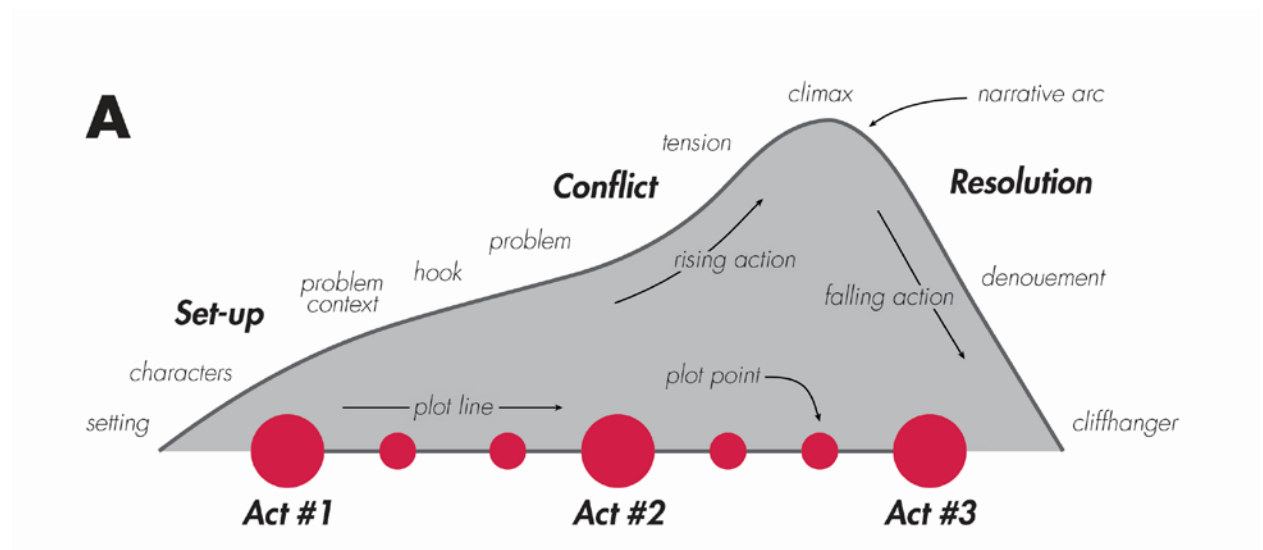 A
climax
narrative arc
tension
Conflict
Resolution
problem
rising action
hook
problem
context
denouement
falling action
Set-up
characters
plot point
plot line
setting
cliffhanger
Act #1
Act #2
Act #3